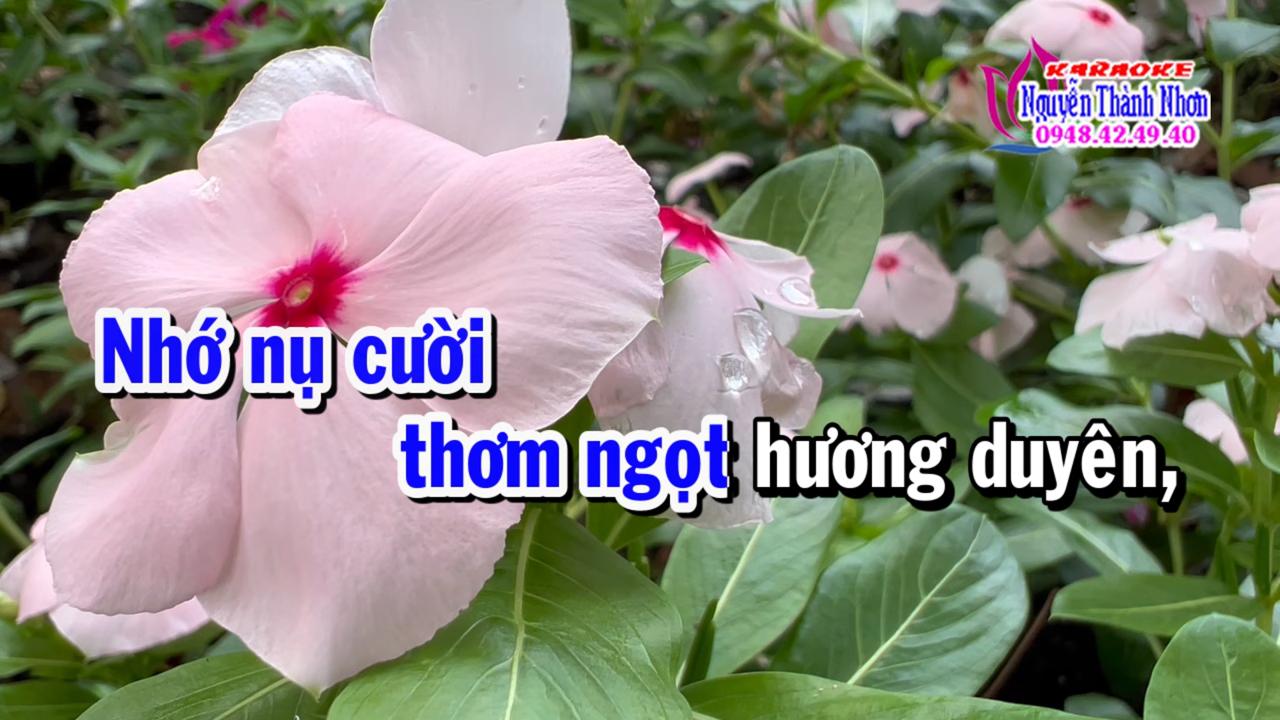 KARAOKE
Nguyễn Thành Nhơn
0948.42.49.40
Nhớ nụ cười
thơm ngọt hương duyên,